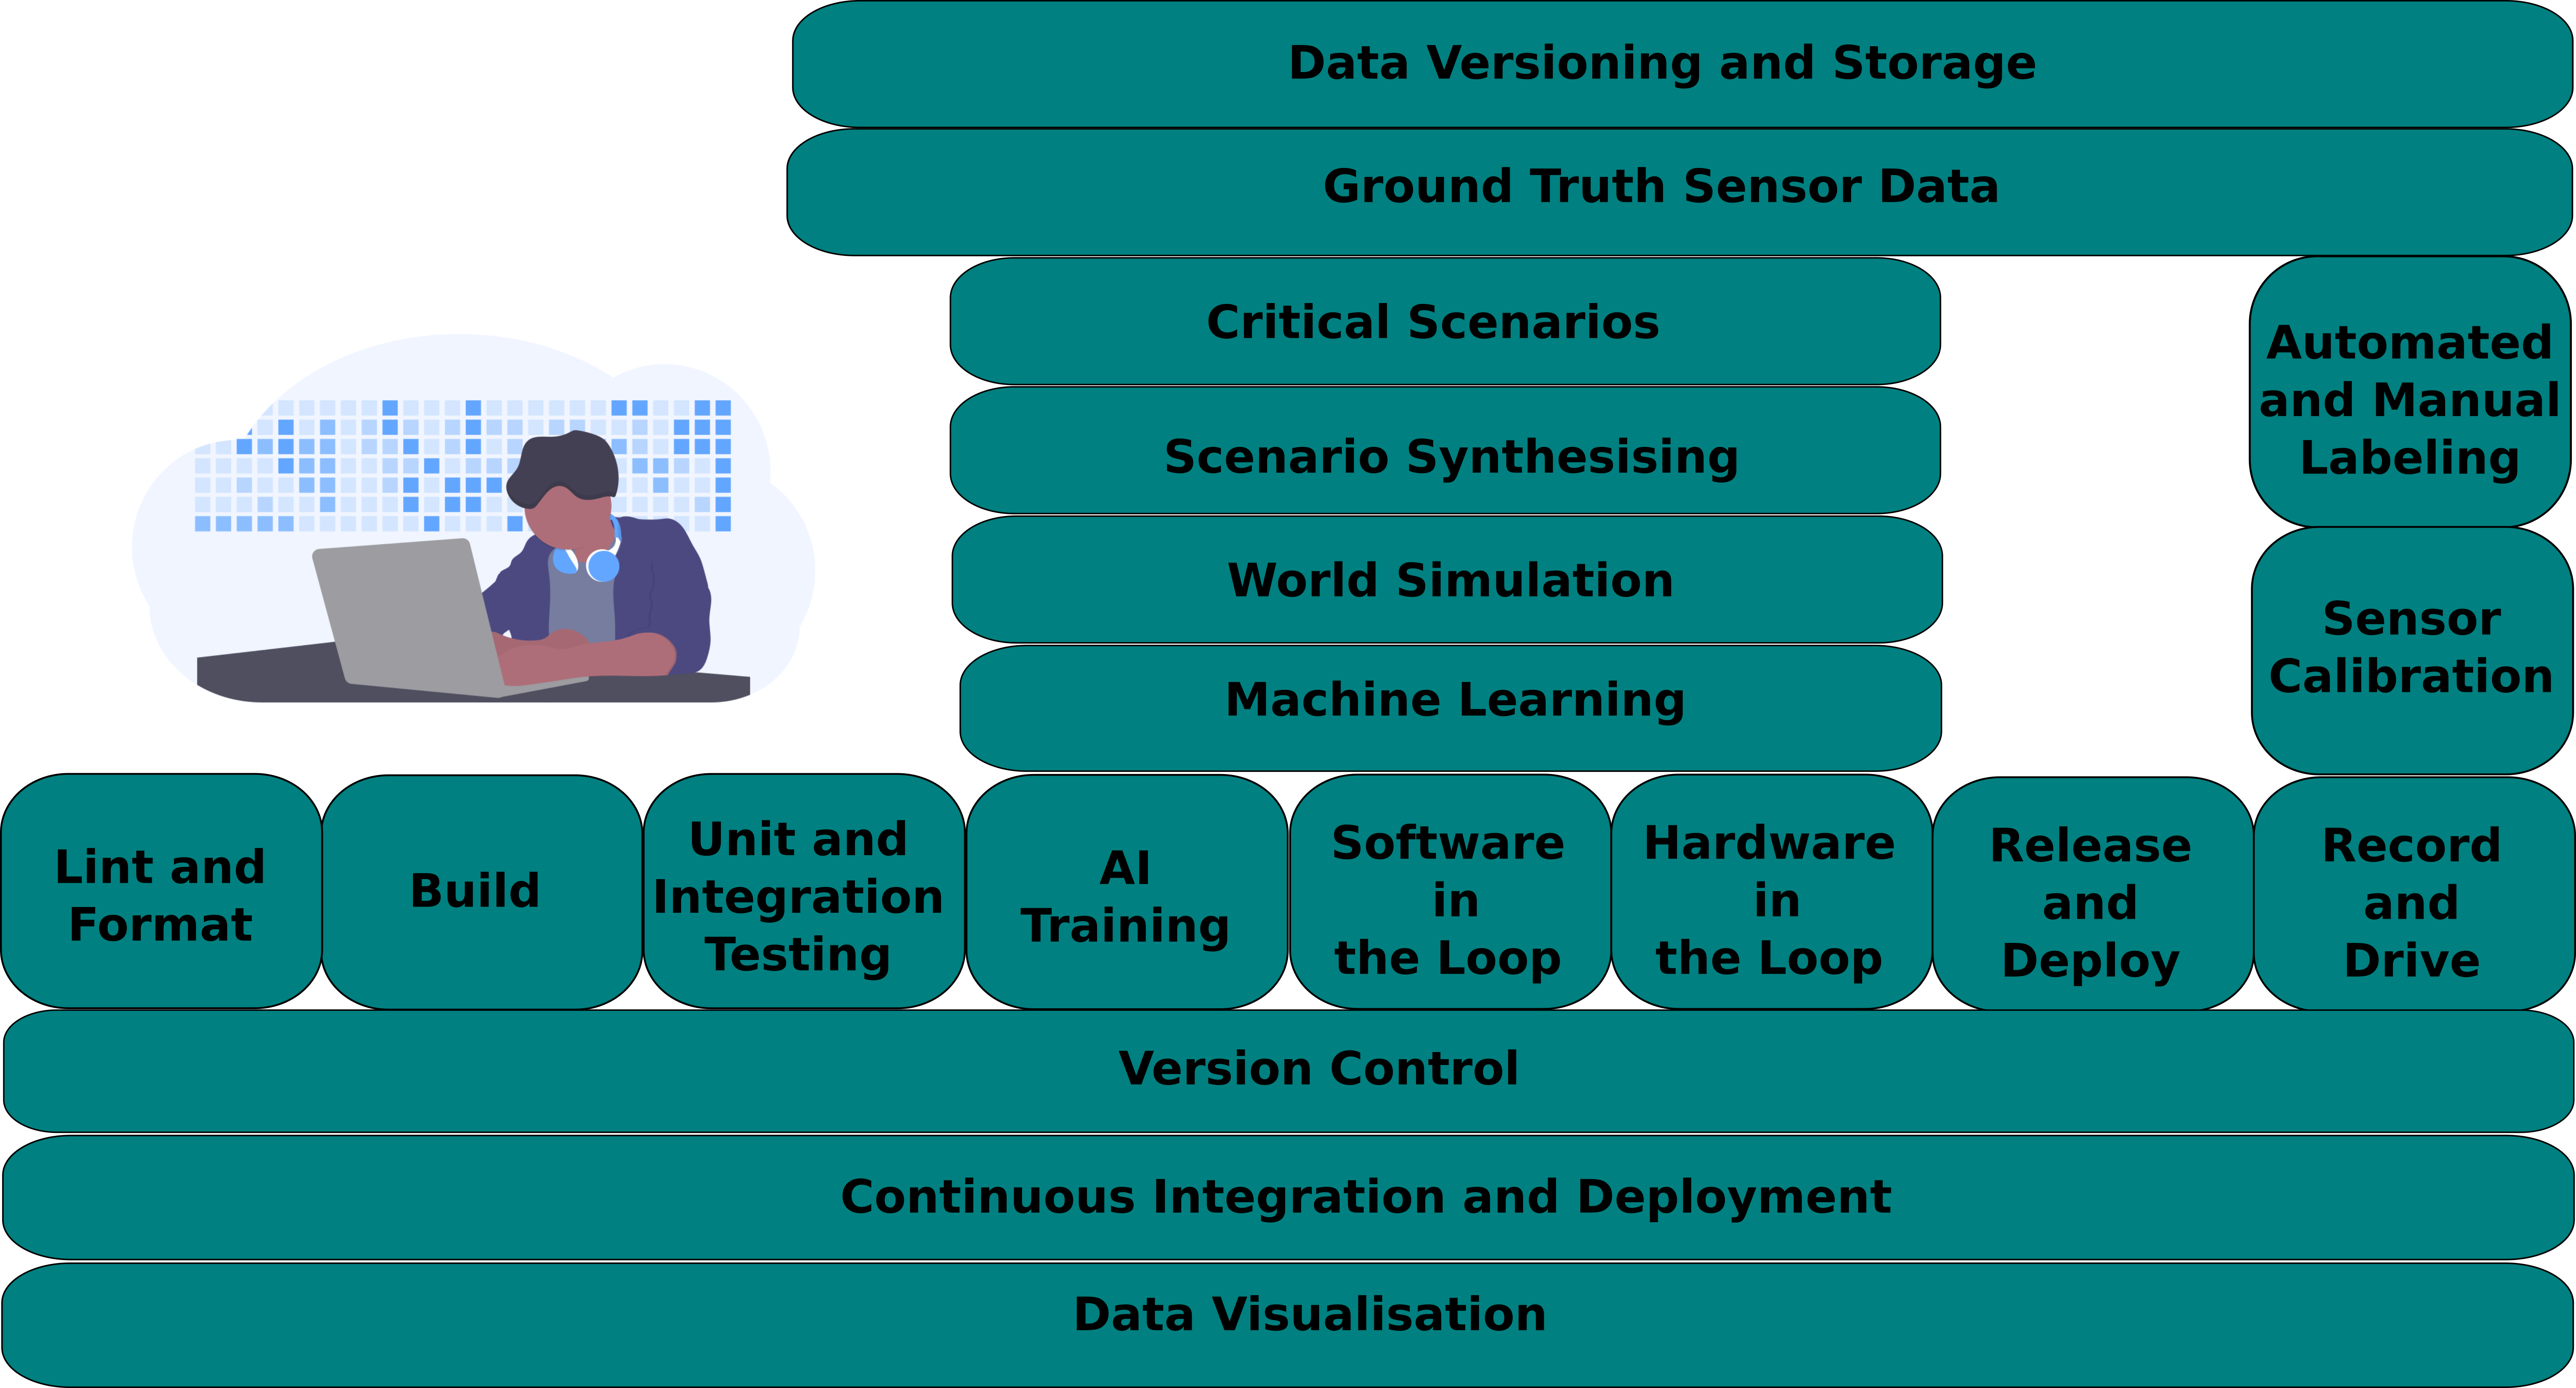 Data Versioning and Storage
Ground Truth Sensor Data
Critical Scenarios
Scenario Synthesising
World Simulation
Machine Learning
Automated
and Manual
Labeling
Sensor
Calibration
Lint and
Format
Build
Unit and
Integration
Testing
AI
Training
Software
in
the Loop
Hardware
in
the Loop
Release
and
Deploy
Record
and
Drive
Version Control
Continuous Integration and Deployment
Data Visualisation